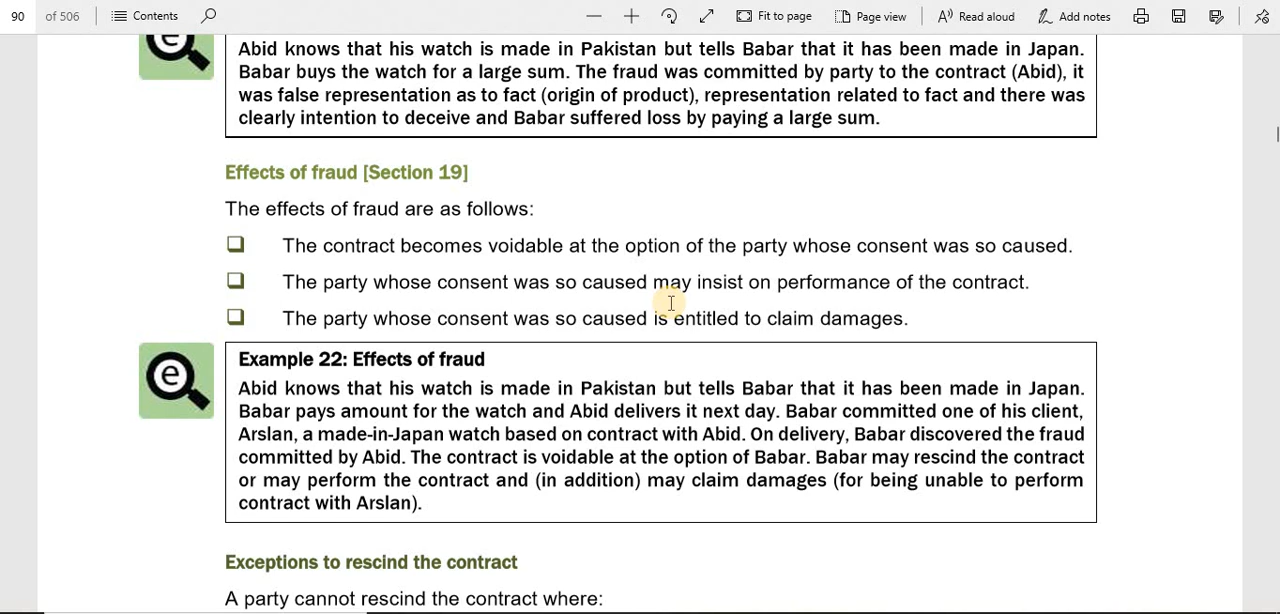 90 of 506 Contents Fit to page Page view Read aloud Add notes
Abid knows that his watch is made in Pakistan but tells Babar that it has been made in Japan.
Babar buys the watch for a large sum. The fraud was committed by party to the contract (Abid), it
was false representation as to fact (origin of product), representation related to fact and there was
clearly intention to deceive and Babar suffered loss by paying a large sum.
Effects of fraud [Section 19]
The effects of fraud are as follows:
The contract becomes voidable at the option of the party whose consent was so caused.
The party whose consent was so caused may insist on performance of the contract.
The party whose consent was so caused is entitled to claim damages.
Example 22: Effects of fraud
Abid knows that his watch is made in Pakistan but tells Babar that it has been made in Japan.
Babar pays amount for the watch and Abid delivers it next day. Babar committed one of his client,
Arslan, a made-in-Japan watch based on contract with Abid. On delivery, Babar discovered the fraud
committed by Abid. The contract is voidable at the option of Babar. Babar may rescind the contract
or may perform the contract and (in addition) may claim damages (for being unable to perform
contract with Arslan).
Exceptions to rescind the contract
A party cannot rescind the contract where: